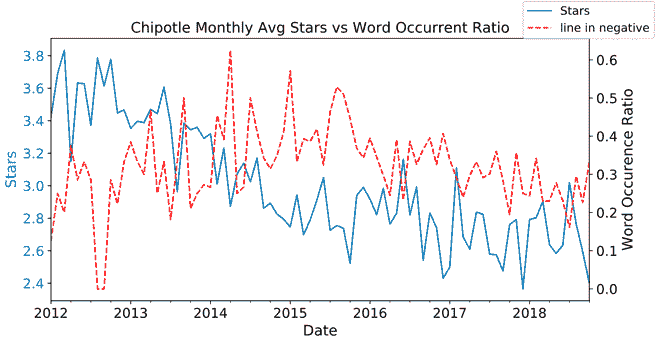 Stars
line in negative
Chipotle Monthly Avg Stars vs Word Occurrent Ratio
3.8
3.6
3.4
3.2
3.0
2.8
2.6
2.4
Stars
0.6
0.5
0.4
0.3
0.2
0.1
0.0
Word Occurence Ratio
2012 2013 2014 2015 2016 2017 2018
Date